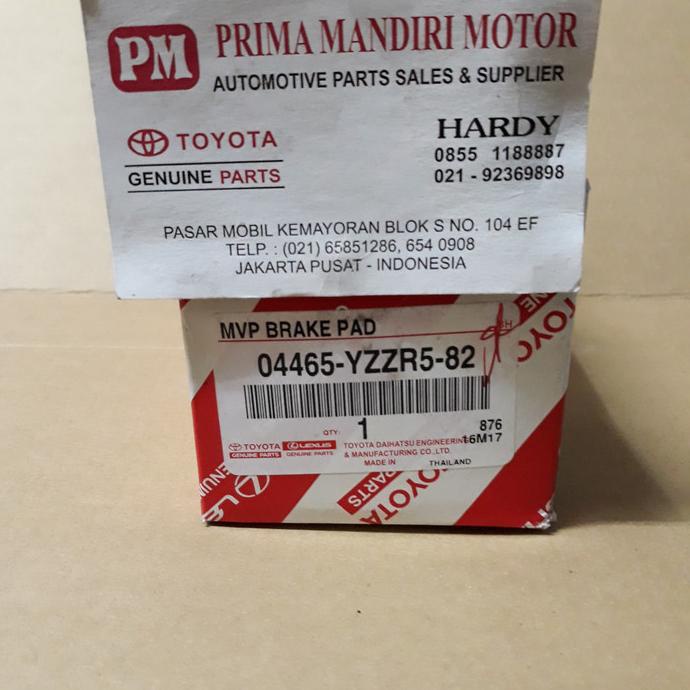 PM
PRIMA MANDIRI MOTOR
AUTOMOTIVE PARTS SALES & SUPPLIER
TOYOTA
GENUINE PARTS
HARDY
0855 1188887
021 - 92369898
PASAR MOBIL KEMAYORAN BLOK S NO. 104 EF
TELP. : (021) 65851286, 654 0908
JAKARTA PUSAT - INDONESIA
MVP BRAKE PAD
04465-YZZR5-82
QTY: 1
876
16M17
TOYOTA
GENUINE PARTS
LEXUS
GENUINE PARTS
TOYOTA DAIHATSU ENGINEERING
& MANUFACTURING CO.,LTD.
MADE IN THAILAND
TOYO
TOYOTA
PARTS